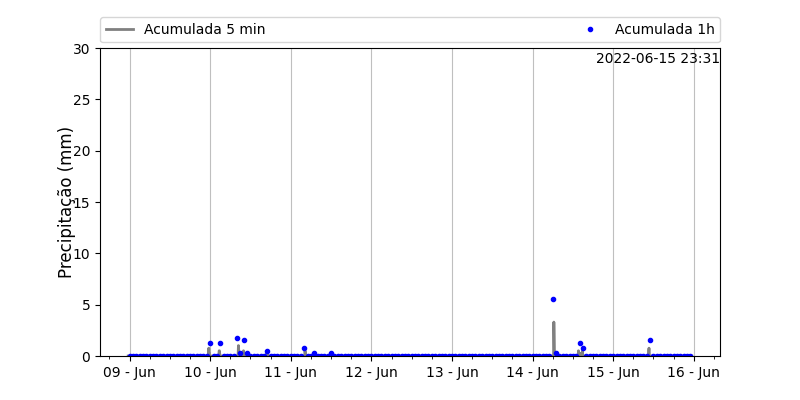 Acumulada 5 min
Acumulada 1h
2022-06-15 23:31
Precipitação (mm)
30
25
20
15
10
5
0
09 - Jun
10 - Jun
11 - Jun
12 - Jun
13 - Jun
14 - Jun
15 - Jun
16 - Jun